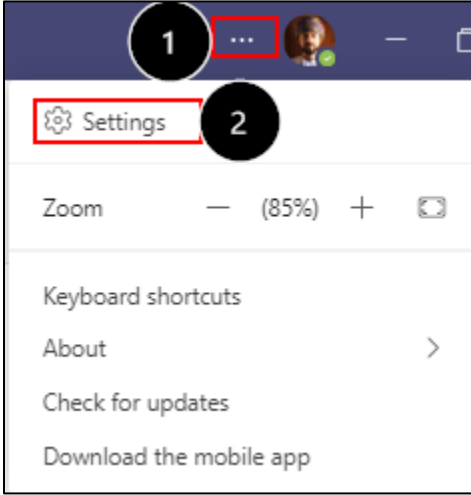 1 ...
Settings 2
Zoom — (85%) +
Keyboard shortcuts
About
Check for updates
Download the mobile app